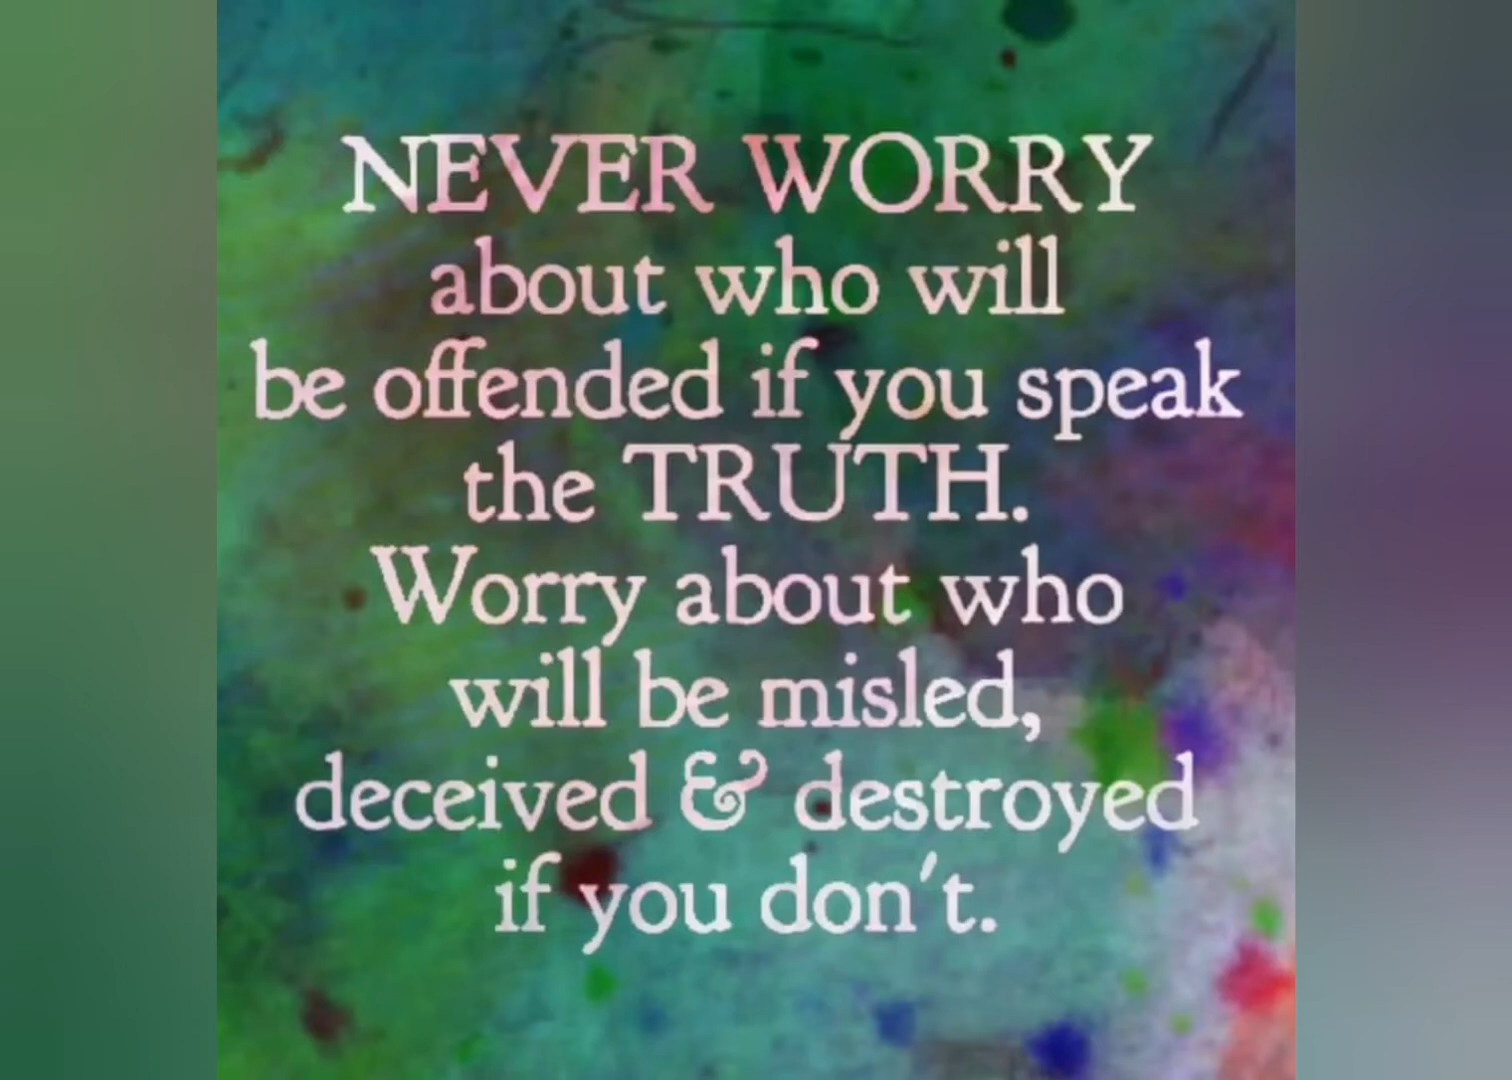 NEVER WORRY
about who will
be offended if you speak
the TRUTH.
Worry about who
will be misled,
deceived & destroyed
if you don't.